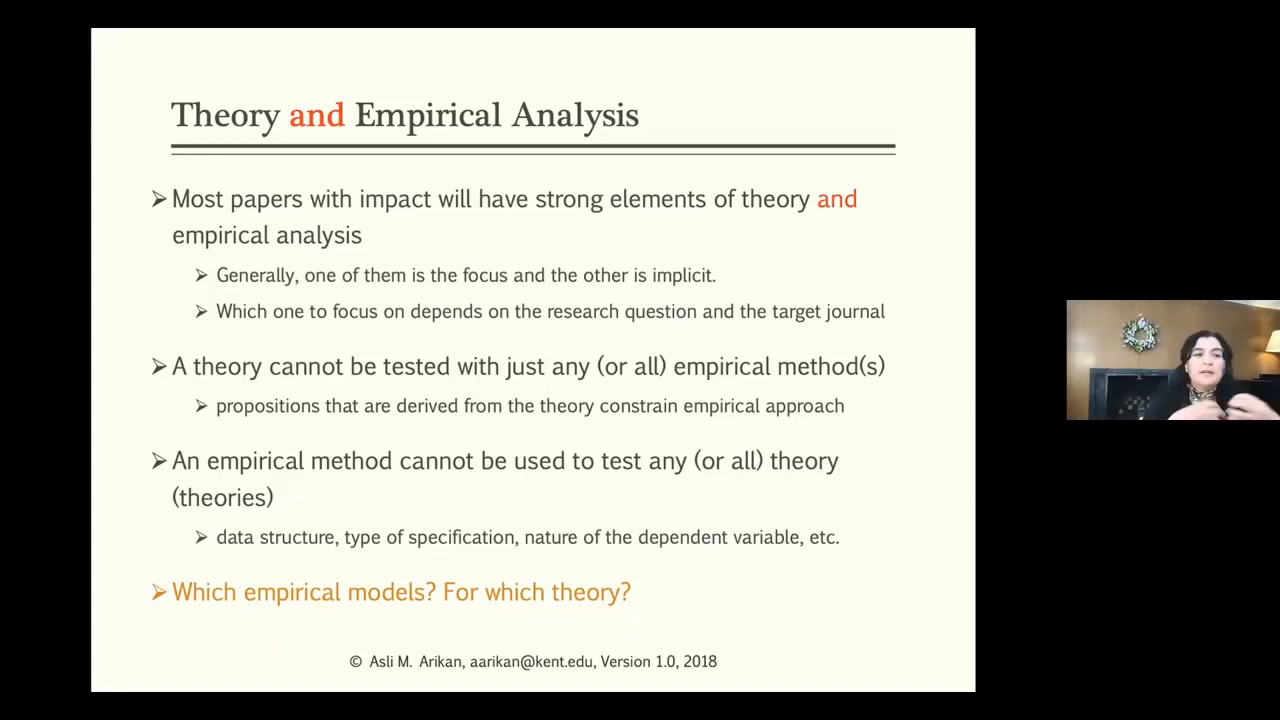 Theory and Empirical Analysis
➢ Most papers with impact will have strong elements of theory and
empirical analysis
➢ Generally, one of them is the focus and the other is implicit.
➢ Which one to focus on depends on the research question and the target journal
➢ A theory cannot be tested with just any (or all) empirical method(s)
➢ propositions that are derived from the theory constrain empirical approach
➢ An empirical method cannot be used to test any (or all) theory
(theories)
➢ data structure, type of specification, nature of the dependent variable, etc.
➢ Which empirical models? For which theory?
© Asli M. Arikan, aarikan@kent.edu, Version 1.0, 2018